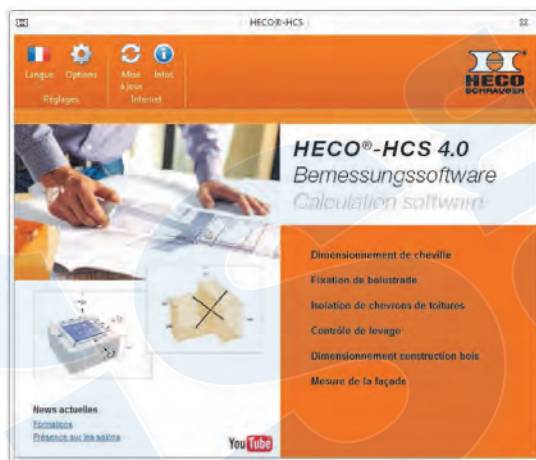 HECO®-HCS
Langue Options Mise à jour Infos
Réglages Internet
HECO
SCHRAUBEN
HECO®-HCS 4.0
Bemessungssoftware
Calculation software
Dimensionnement de cheville
Fixation de balustrade
Isolation de chevrons de toitures
Contrôle de levage
Dimensionnement construction bois
Mesure de la façade
News actuelles
Formations
Présence sur les salons
YouTube